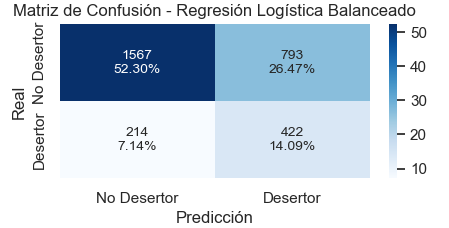 Matriz de Confusión - Regresión Logística Balanceado
Real
No Desertor
Desertor
1567
52.30%
793
26.47%
214
7.14%
422
14.09%
No Desertor
Desertor
Predicción
50
40
30
20
10